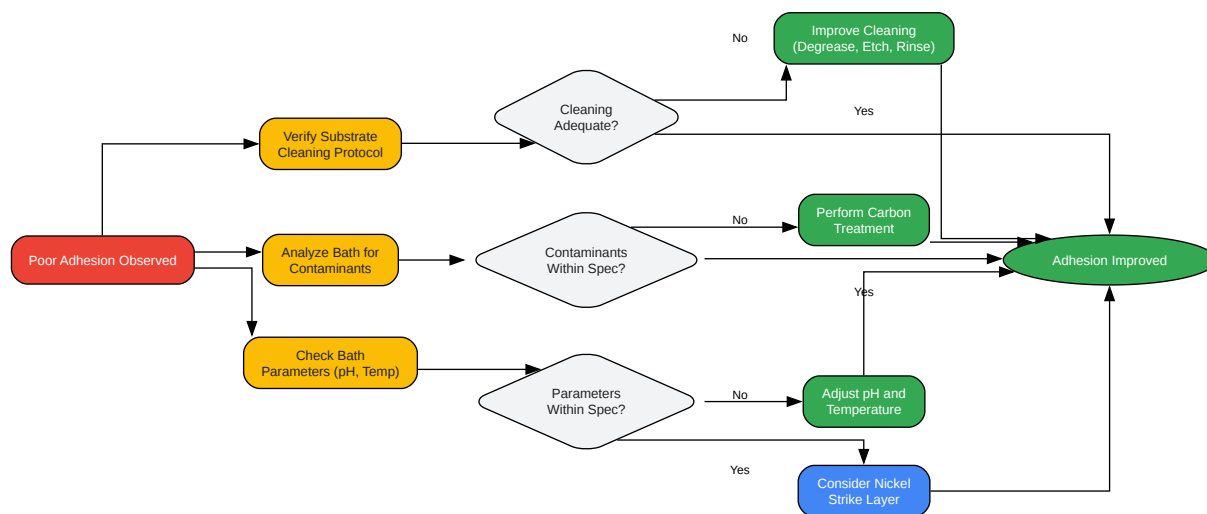 No
Improve Cleaning
(Degrease, Etch, Rinse)
Cleaning
Adequate?
Yes
Verify Substrate
Cleaning Protocol
Poor Adhesion Observed
Analyze Bath for
Contaminants
Contaminants
Within Spec?
No
Perform Carbon
Treatment
Adhesion Improved
Yes
Check Bath
Parameters (pH, Temp)
Parameters
Within Spec?
No
Adjust pH and
Temperature
Yes
Consider Nickel
Strike Layer